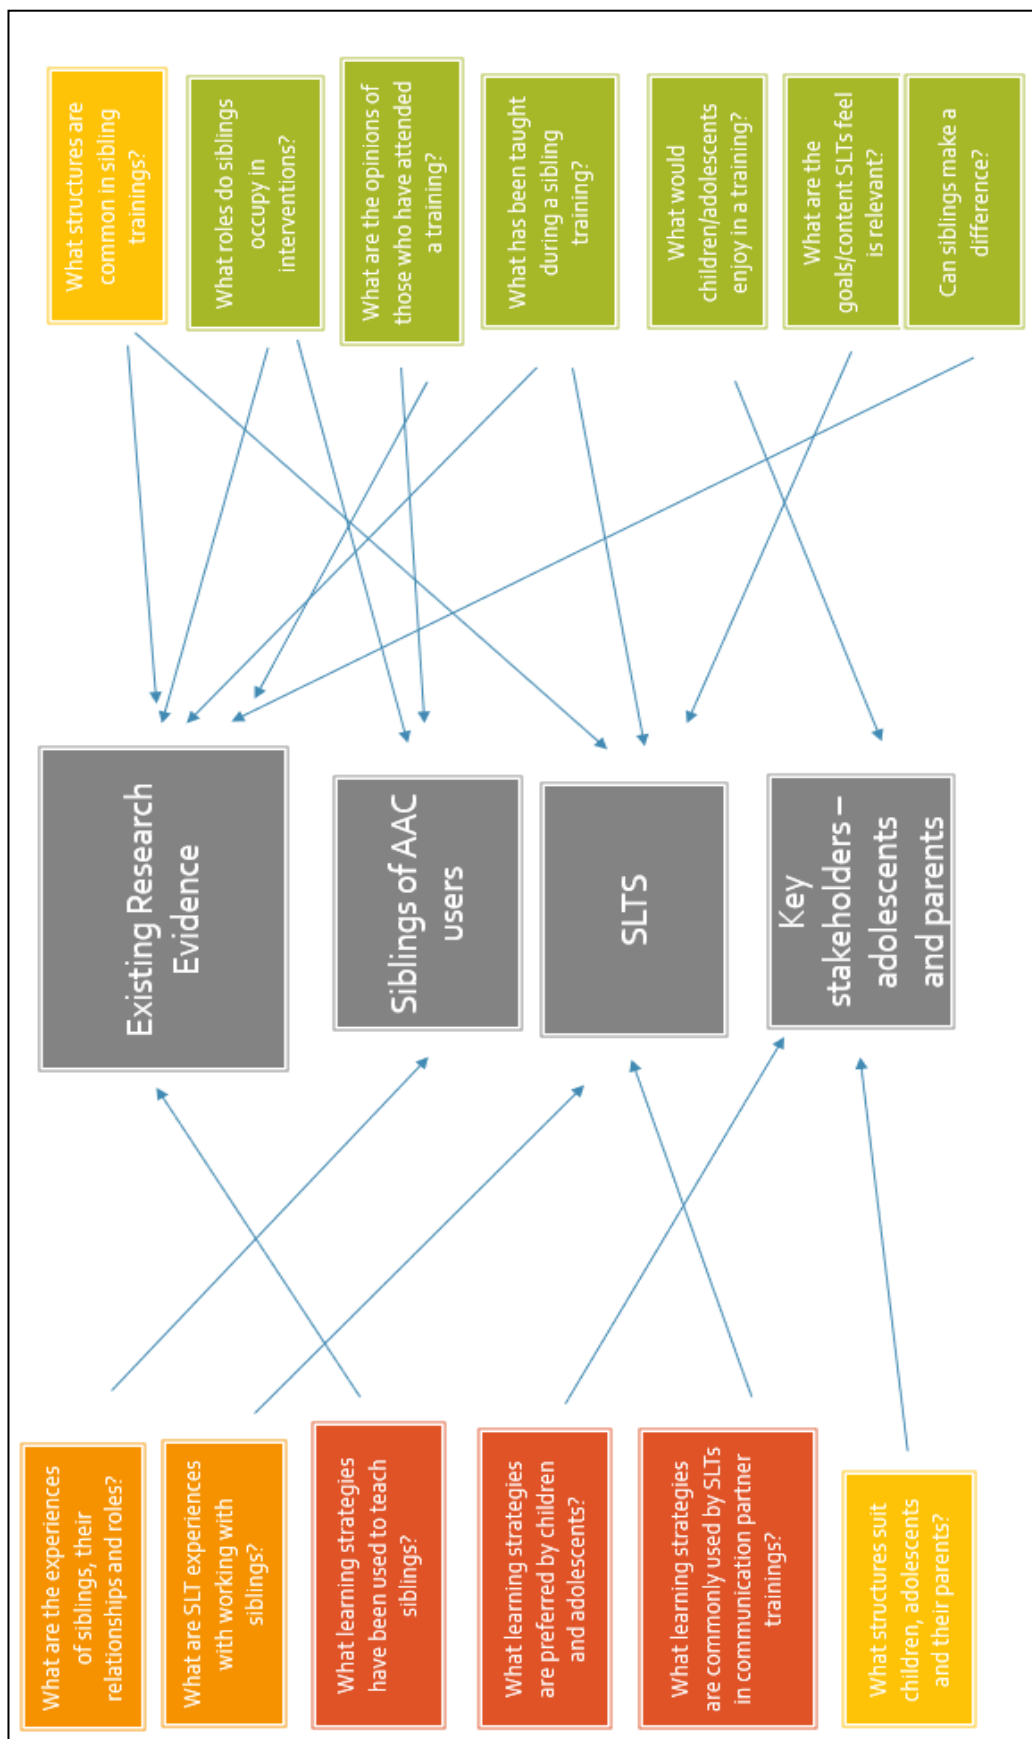 What are the experiences
of siblings, their
relationships and roles?
What are SLT experiences
with working with
siblings?
What learning strategies
have been used to teach
siblings?
What learning strategies
are preferred by children
and adolescents?
What learning strategies
are commonly used by SLTs
in communication partner
trainings?
What structures suit
children, adolescents
and their parents?
Existing Research
Evidence
Siblings of AAC
users
SLTS
Key
stakeholders –
adolescents
and parents
What structures are
common in sibling
trainings?
What roles do siblings
occupy in
interventions?
What are the opinions of
those who have attended
a training?
What has been taught
during a sibling
training?
What would
children/adolescents
enjoy in a training?
What are the
goals/content SLTs feel
is relevant?
Can siblings make a
difference?